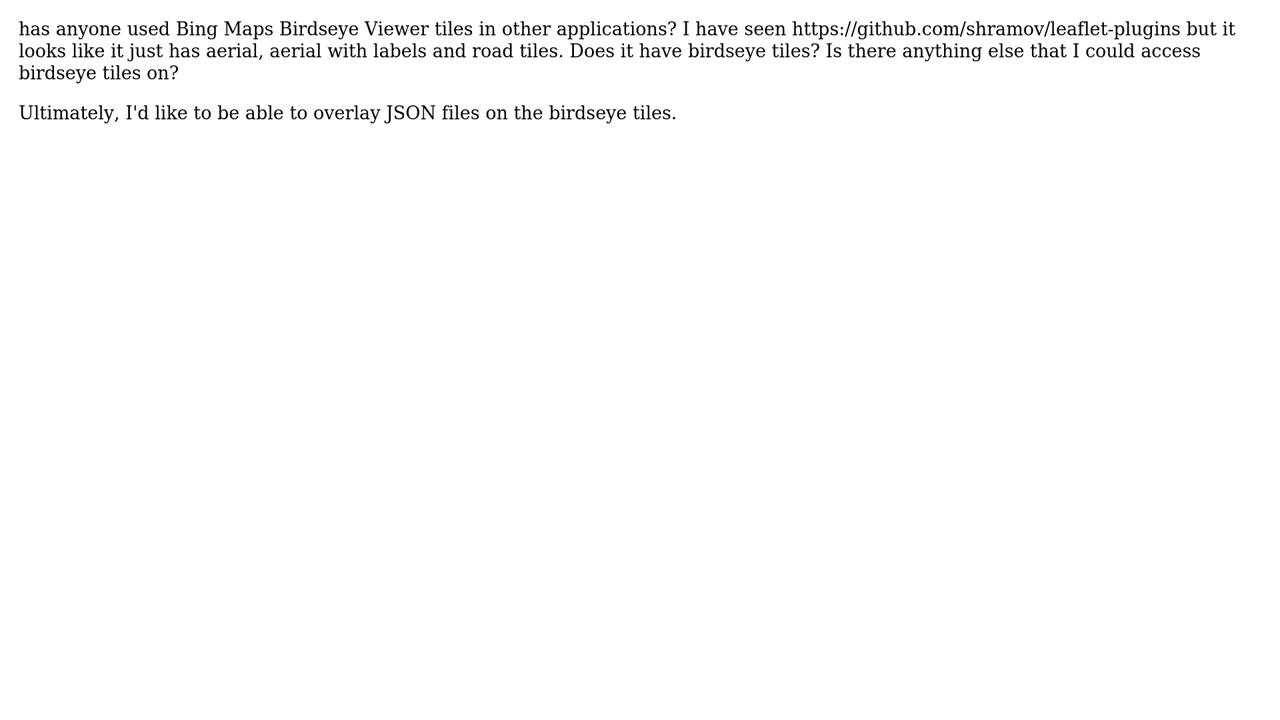 has anyone used Bing Maps Birdseye Viewer tiles in other applications? I have seen https://github.com/shramov/leaflet-plugins but it
looks like it just has aerial, aerial with labels and road tiles. Does it have birdseye tiles? Is there anything else that I could access
birdseye tiles on?
Ultimately, I'd like to be able to overlay JSON files on the birdseye tiles.